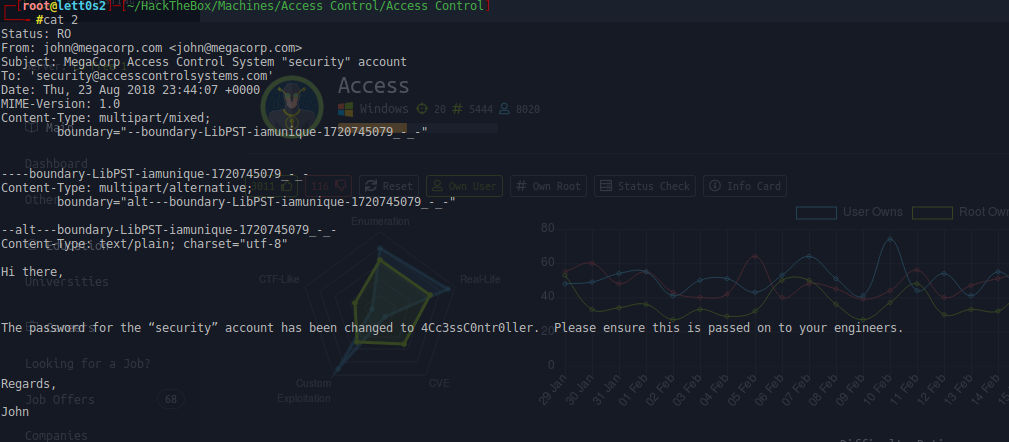 [root@lett0s2]-[~/HackTheBox/Machines/Access Control/Access Control]
#cat 2
Status: RO
From: john@megacorp.com <john@megacorp.com>
Subject: MegaCorp Access Control System "security" account
To: 'security@accesscontrolsystems.com'
Date: Thu, 23 Aug 2018 23:44:07 +0000
MIME-Version: 1.0
Content-Type: multipart/mixed;
boundary="--boundary-LibPST-iamunique-1720745079_-_-"
----boundary-LibPST-iamunique-1720745079_-_-
Content-Type: multipart/alternative;
boundary="alt---boundary-LibPST-iamunique-1720745079_-_-"
--alt---boundary-LibPST-iamunique-1720745079_-_-
Content-Type: text/plain; charset="utf-8"
Hi there,
The password for the “security” account has been changed to 4Cc3ssC0ntr0ller.  Please ensure this is passed on to your engineers.
Regards,
John
Access
Windows 20 # 5444 8020
Dashboard
Universities
Looking for a Job?
Job Offers 68
Companies
3011 116 Reset Own User # Own Root Status Check Info Card
Enumeration
CTF-Like
Real-Life
Custom
Exploitation
CVE
User Owns Root Own
80
60
40
20
0
29 Jan 30 Jan 31 Jan 01 Feb 02 Feb 03 Feb 04 Feb 05 Feb 06 Feb 07 Feb 08 Feb 09 Feb 10 Feb 11 Feb 12 Feb 13 Feb 14 Feb